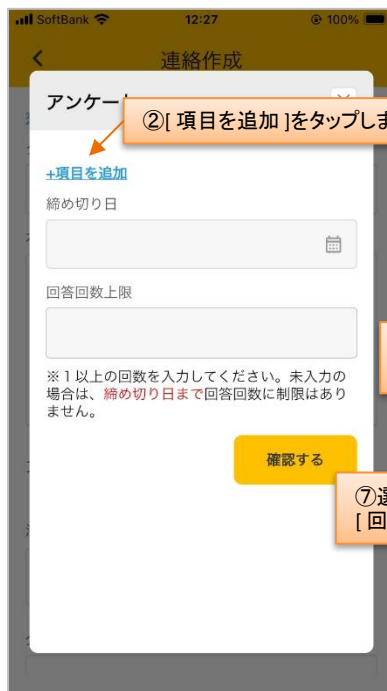 SoftBank 12:27 100%
連絡作成
アンケー
②[ 項目を追加 ]をタップしま
+項目を追加
締め切り日
回答回数上限
※１以上の回数を入力してください。未入力の
場合は、締め切り日まで回答回数に制限はあり
ません。
確認する
⑦選
[ 回